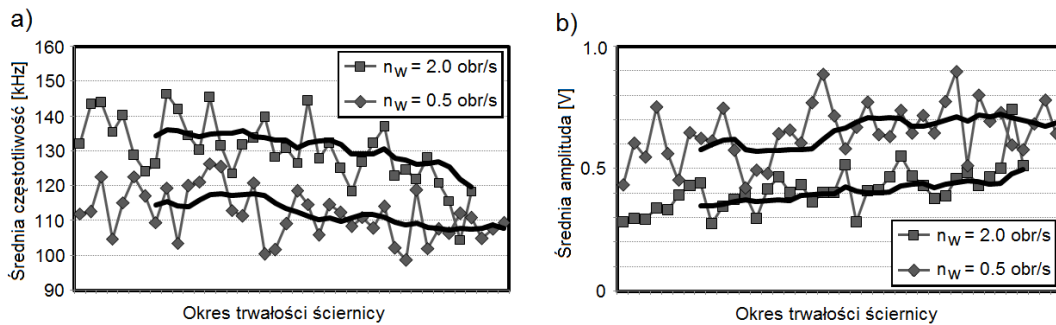 a)
Średnia częstotliwość [kHz]
160
150
140
130
120
110
100
90
n_w = 2.0 obr/s
n_w = 0.5 obr/s
Okres trwałości ściernicy
b)
Średnia amplituda [V]
1.0
0.5
0
n_w = 2.0 obr/s
n_w = 0.5 obr/s
Okres trwałości ściernicy